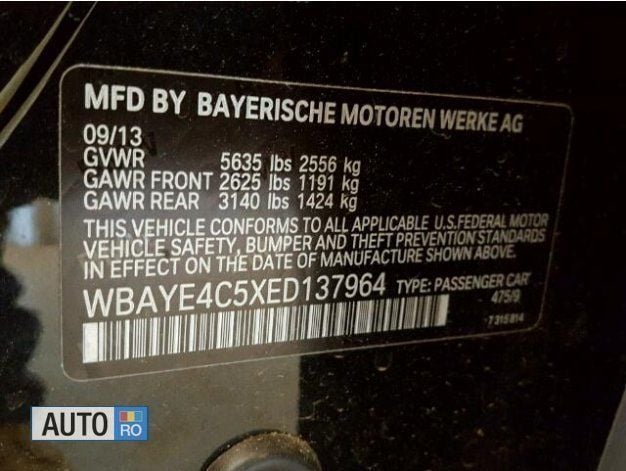 MFD BY BAYERISCHE MOTOREN WERKE AG
09/13
GVWR 5635 lbs 2556 kg
GAWR FRONT 2625 lbs 1191 kg
GAWR REAR 3140 lbs 1424 kg
THIS VEHICLE CONFORMS TO ALL APPLICABLE U.S.FEDERAL MOTOR
VEHICLE SAFETY, BUMPER AND THEFT PREVENTION STANDARDS
IN EFFECT ON THE DATE OF MANUFACTURE SHOWN ABOVE.
WBAYE4C5XED137964 TYPE: PASSENGER CAR
475/9
7315814
AUTO RO